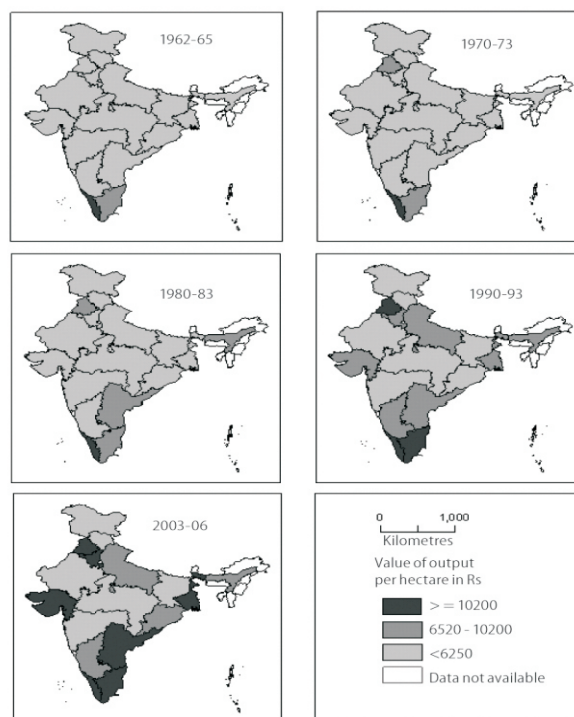 1962-65
1970-73
1980-83
1990-93
2003-06
0 1,000
Kilometres
Value of output
per hectare in Rs
> = 10200
6520 - 10200
<6250
Data not available